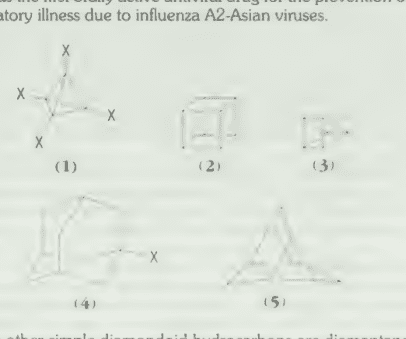 as the first orally active antiviral drug for the prevention of
atory illness due to influenza A2-Asian viruses.
X
X
X
X
(1)
(2)
(3)
X
(4)
(5)
other simple diamondoid hydrocarbons are